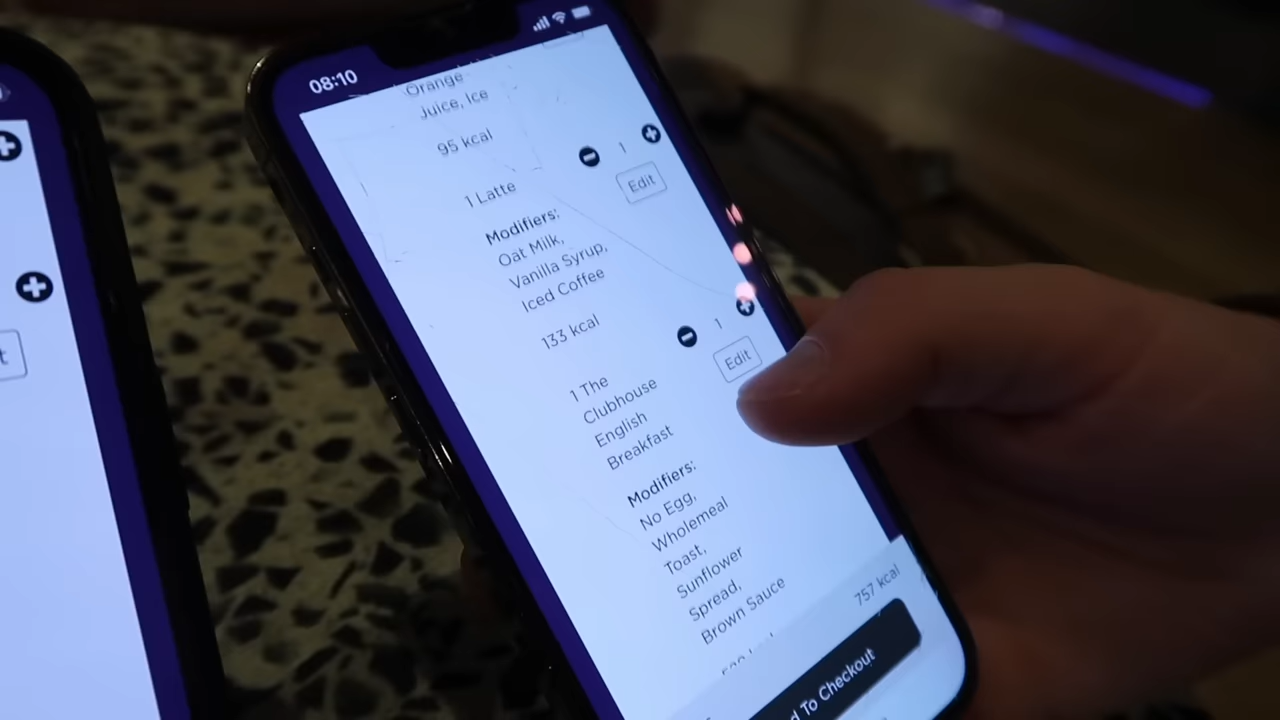 08:10
Orange
Juice, Ice
95 kcal
1
Edit
1 Latte
Modifiers:
Oat Milk,
Vanilla Syrup,
Iced Coffee
133 kcal
1
Edit
1 The
Clubhouse
English
Breakfast
Modifiers:
No Egg,
Wholemeal
Toast,
Sunflower
Spread,
Brown Sauce
757 kcal
To Checkout